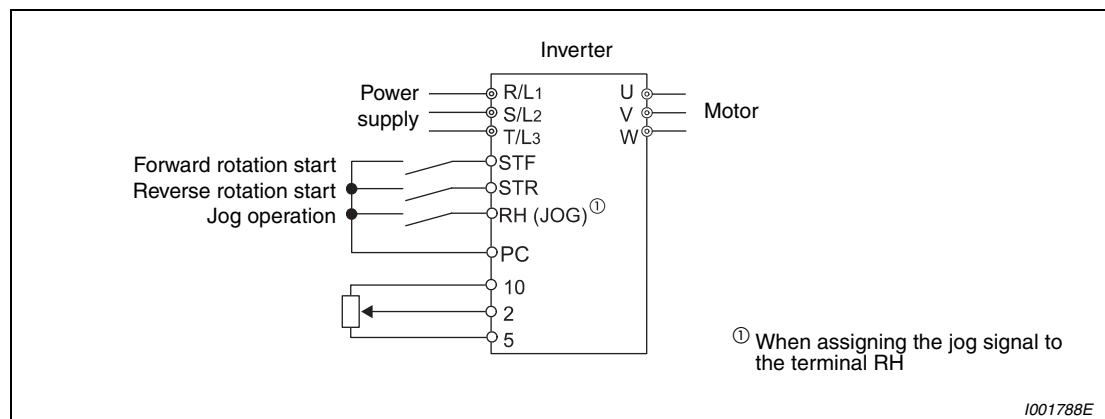 Inverter
Power
supply
R/L1
S/L2
T/L3
U
V
W
Motor
Forward rotation start
Reverse rotation start
Jog operation
STF
STR
RH (JOG)①
PC
10
2
5
① When assigning the jog signal to
the terminal RH
I001788E